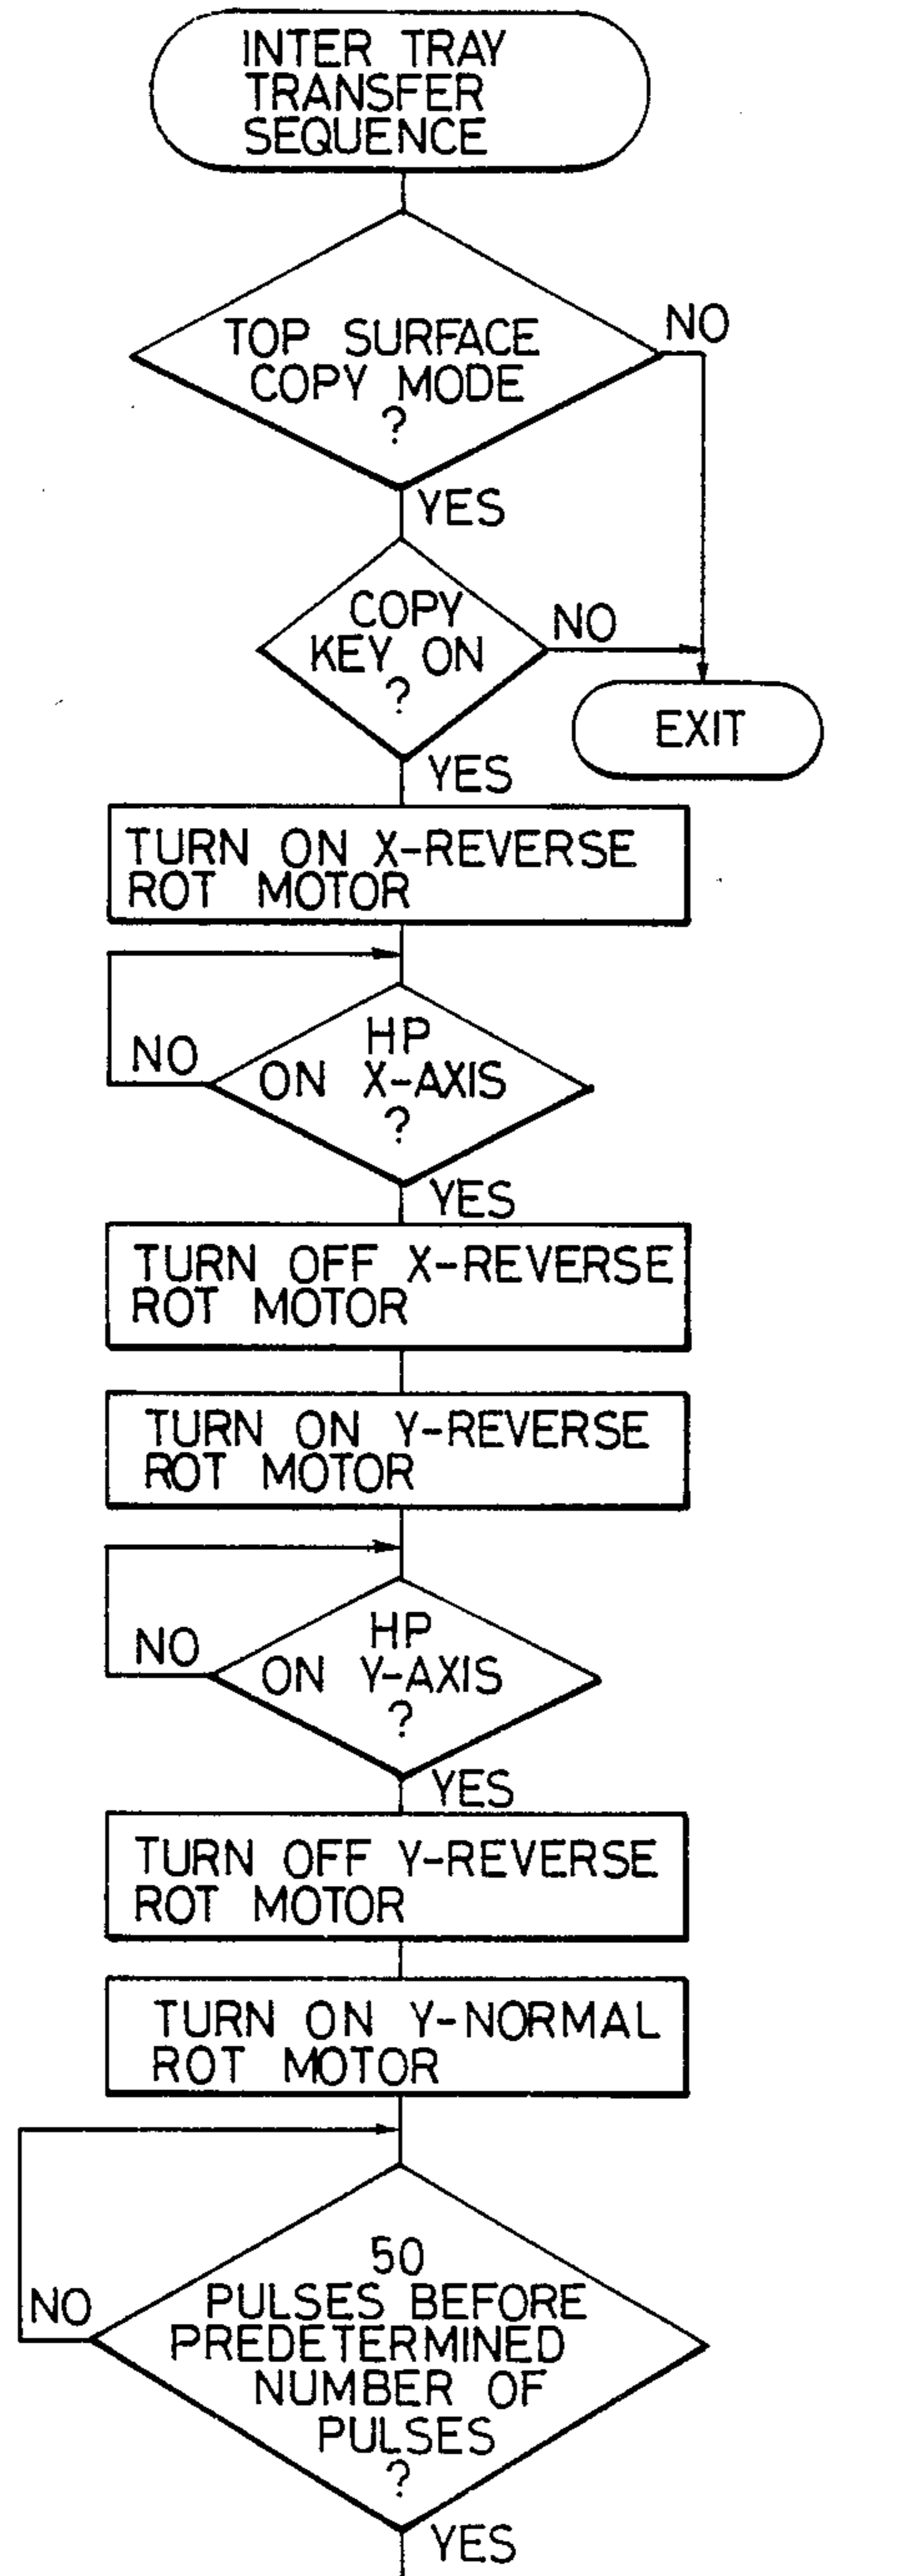 INTER TRAY
TRANSFER
SEQUENCE
TOP SURFACE
COPY MODE
?
NO
YES
COPY
KEY ON
?
NO
EXIT
YES
TURN ON X-REVERSE
ROT MOTOR
HP
ON X-AXIS
?
NO
YES
TURN OFF X-REVERSE
ROT MOTOR
TURN ON Y-REVERSE
ROT MOTOR
HP
ON Y-AXIS
?
NO
YES
TURN OFF Y-REVERSE
ROT MOTOR
TURN ON Y-NORMAL
ROT MOTOR
50
PULSES BEFORE
PREDETERMINED
NUMBER OF
PULSES
?
NO
YES